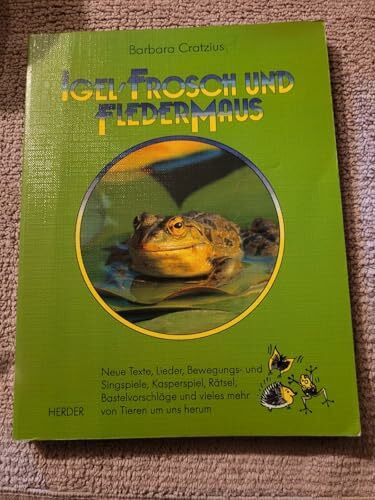 Barbara Cratzius
Igel, Frosch und
FlederMaus
Neue Texte, Lieder, Bewegungs- und
Singspiele, Kasperspiel, Rätsel,
Bastelvorschläge und vieles mehr
von Tieren um uns herum
HERDER